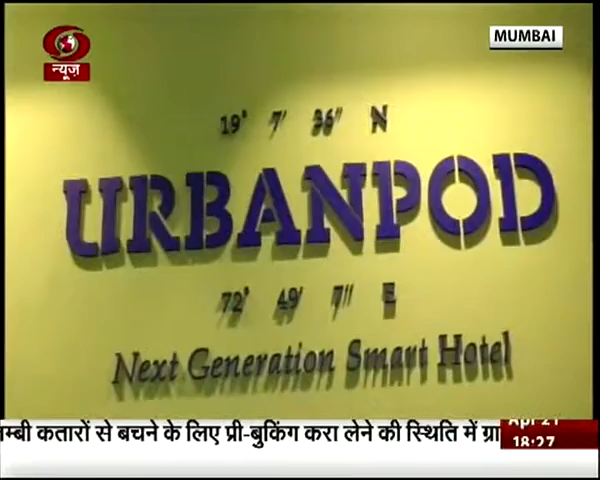 न्यूज़
MUMBAI
19° 7' 36" N
URBANPOD
72° 49' 7" E
Next Generation Smart Hotel
म्बी कतारों से बचने के लिए प्री-बुकिंग करा लेने की स्थिति में ग्रा
Apr 21
18:27